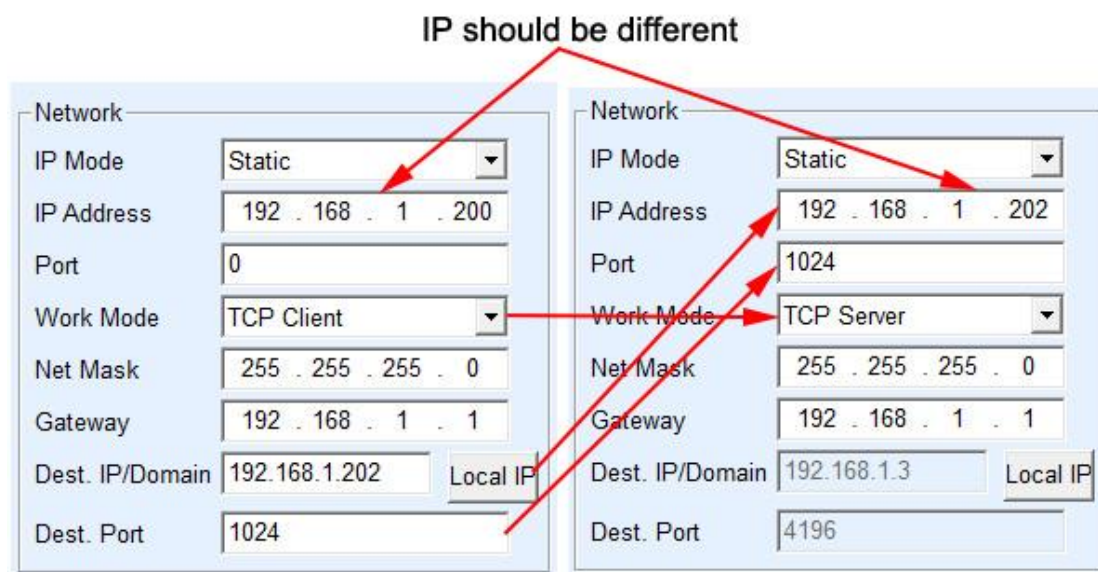 IP should be different
Network
IP Mode
Static
IP Address
192 . 168 . 1 . 200
Port
0
Work Mode
TCP Client
Net Mask
255 . 255 . 255 . 0
Gateway
192 . 168 . 1 . 1
Dest. IP/Domain
192.168.1.202
Local IP
Dest. Port
1024
Network
IP Mode
Static
IP Address
192 . 168 . 1 . 202
Port
1024
Work Mode
TCP Server
Net Mask
255 . 255 . 255 . 0
Gateway
192 . 168 . 1 . 1
Dest. IP/Domain
192.168.1.3
Local IP
Dest. Port
4196